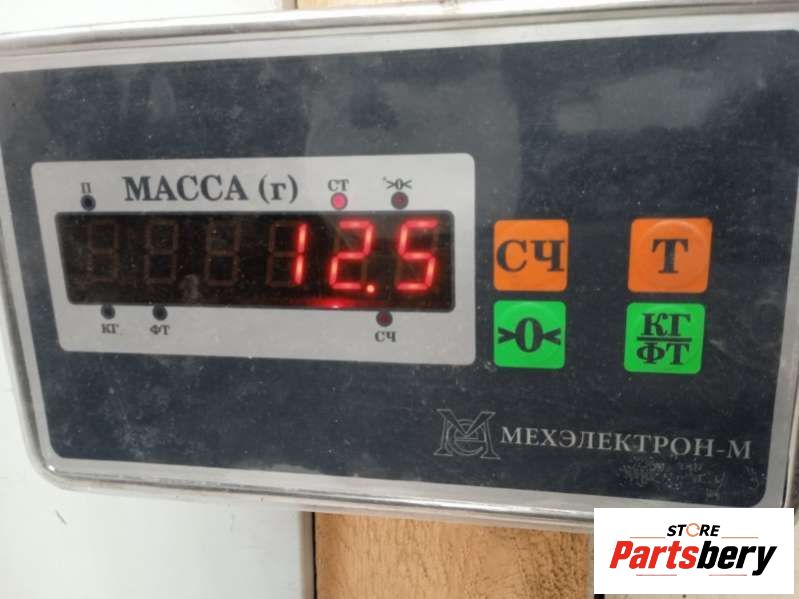 П МАССА (г) СТ >0<
12.5
КГ ФТ СЧ
СЧ Т
>0< КГ
ФТ
МЕХЭЛЕКТРОН-М
STORE
Partsbery